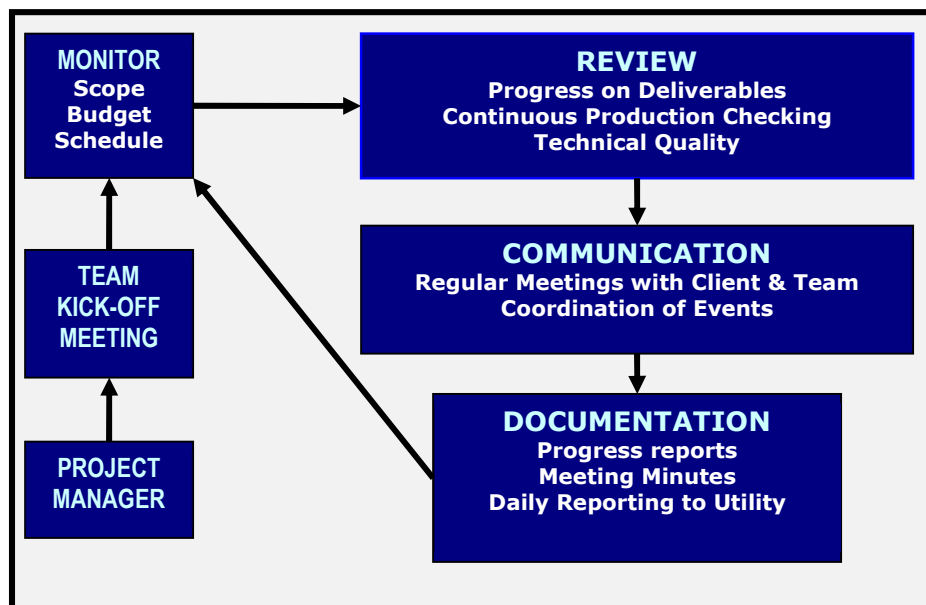 MONITOR
Scope
Budget
Schedule
REVIEW
Progress on Deliverables
Continuous Production Checking
Technical Quality
COMMUNICATION
Regular Meetings with Client & Team
Coordination of Events
TEAM
KICK-OFF
MEETING
DOCUMENTATION
Progress reports
Meeting Minutes
Daily Reporting to Utility
PROJECT
MANAGER